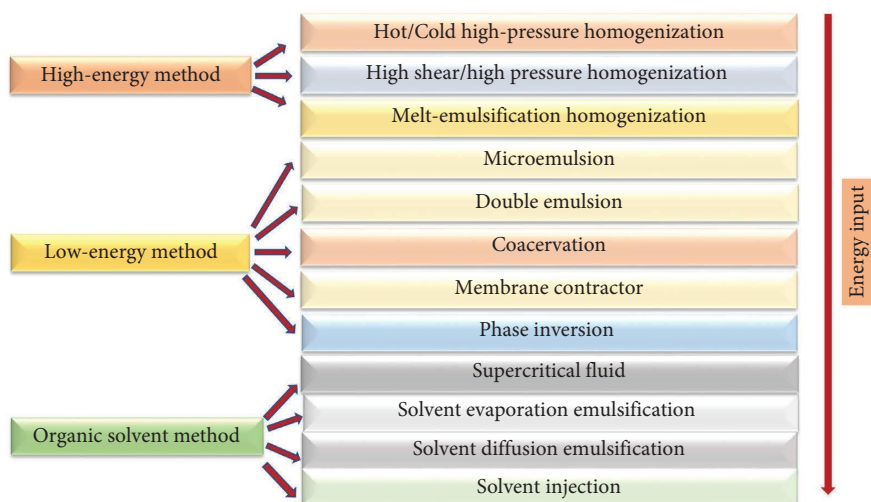 Hot/Cold high-pressure homogenization
High-energy method
High shear/high pressure homogenization
Melt-emulsification homogenization
Microemulsion
Double emulsion
Low-energy method
Coacervation
Membrane contractor
Phase inversion
Supercritical fluid
Solvent evaporation emulsification
Organic solvent method
Solvent diffusion emulsification
Solvent injection
Energy input